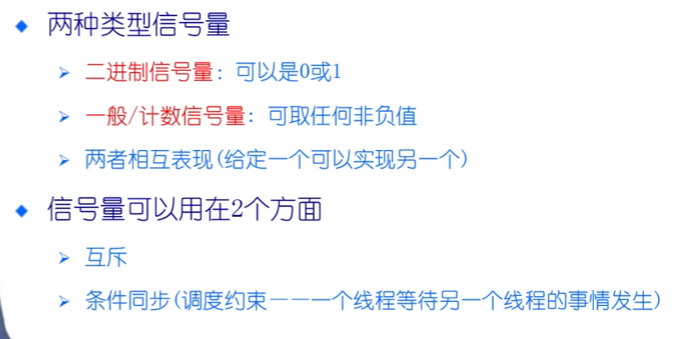 两种类型信号量
二进制信号量：可以是0或1
一般/计数信号量：可取任何非负值
两者相互表现(给定一个可以实现另一个)
信号量可以用在2个方面
互斥
条件同步(调度约束——一个线程等待另一个线程的事情发生)